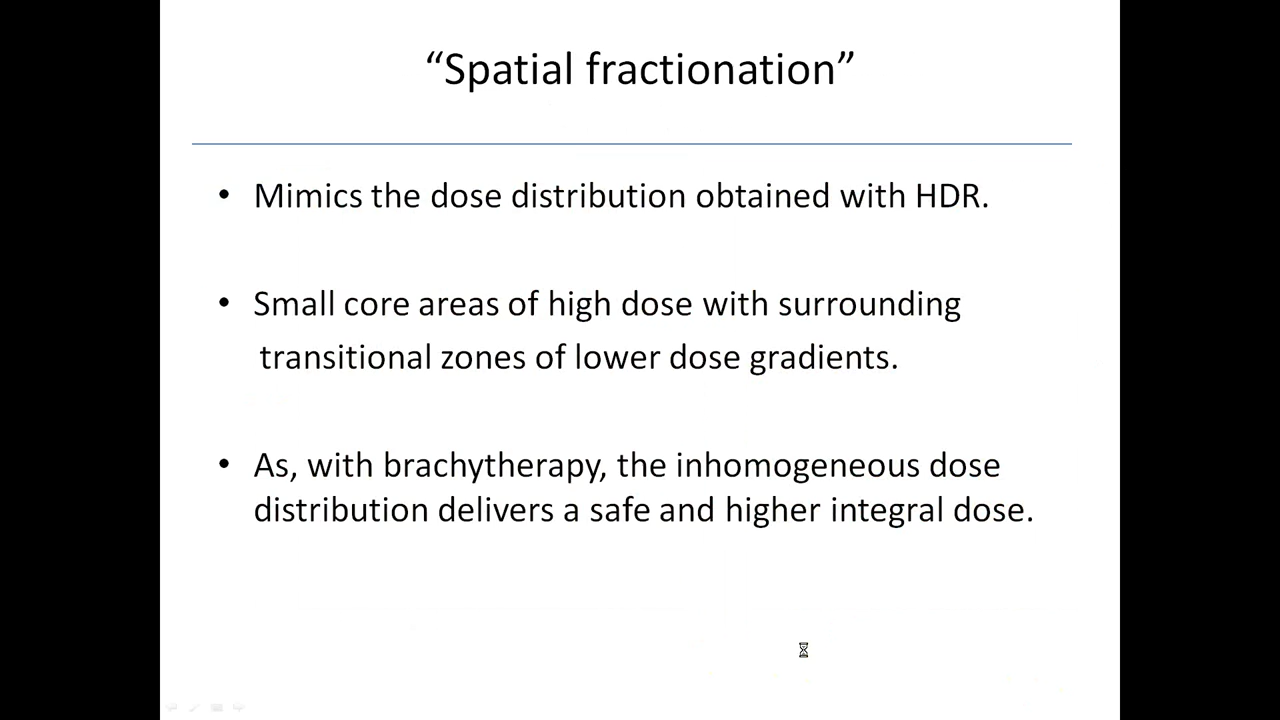 “Spatial fractionation”
• Mimics the dose distribution obtained with HDR.
• Small core areas of high dose with surrounding
transitional zones of lower dose gradients.
• As, with brachytherapy, the inhomogeneous dose
distribution delivers a safe and higher integral dose.